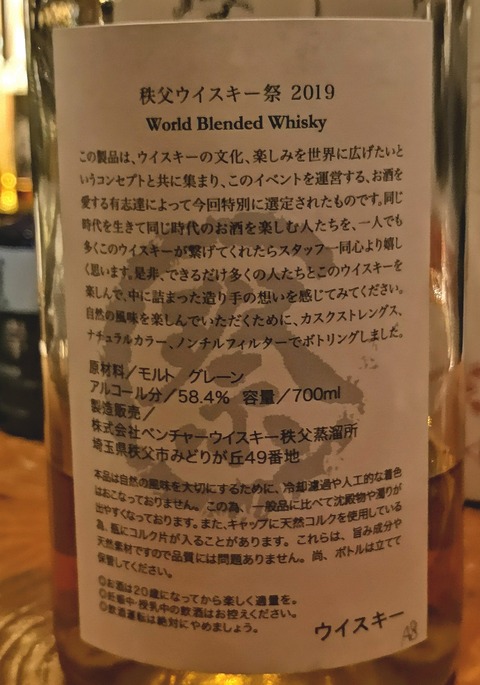 秩父ウイスキー祭 2019
World Blended Whisky
この製品は、ウイスキーの文化、楽しみを世界に広げたいと
いうコンセプトと共に集まり、このイベントを運営する、お酒を
愛する有志達によって今回特別に選定されたものです。同じ
時代を生きて同じ時代のお酒を楽しむ人たちを、一人でも
多くこのウイスキーが繋げてくれたらスタッフ一同心より嬉し
く思います。是非、できるだけ多くの人たちとこのウイスキーを
楽しんで、中に詰まった造り手の想いを感じてみてください。
自然の風味を楽しんでいただくために、カスクストレングス、
ナチュラルカラー、ノンチルフィルターでボトリングしました。
原材料／モルト グレーン
アルコール分／58.4% 容量／700ml
製造販売／
株式会社ベンチャーウイスキー秩父蒸溜所
埼玉県秩父市みどりが丘49番地
本品は自然の風味を大切にするために、冷却濾過や人工的な着色
はおこなっておりません。この為、一般品に比べて沈殿物や濁りが
出やすくなっております。また、キャップに天然コルクを使用している
為、瓶にコルク片が入ることがあります。これらは、旨み成分や
天然素材ですので品質には問題ありません。尚、ボトルは立てて
保管してください。
◎お酒は20歳になってから楽しく適量を。
◎妊娠中・授乳中の飲酒はお控えください。
◎飲酒運転は絶対にやめましょう。
ウイスキー